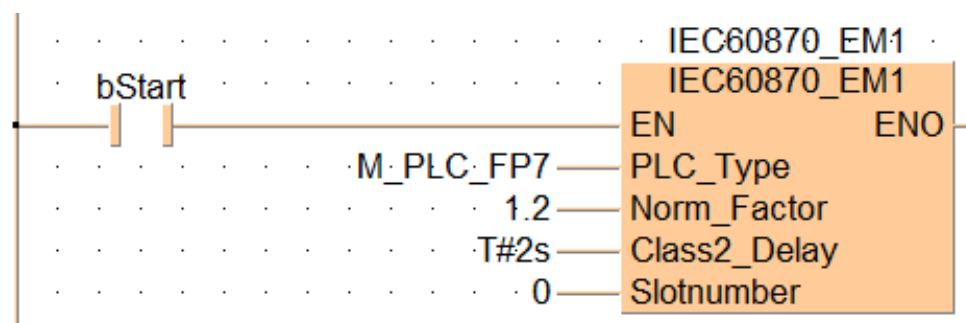 IEC60870_EM1
bStart IEC60870_EM1
EN ENO
M_PLC_FP7 PLC_Type
1.2 Norm_Factor
T#2s Class2_Delay
0 Slotnumber